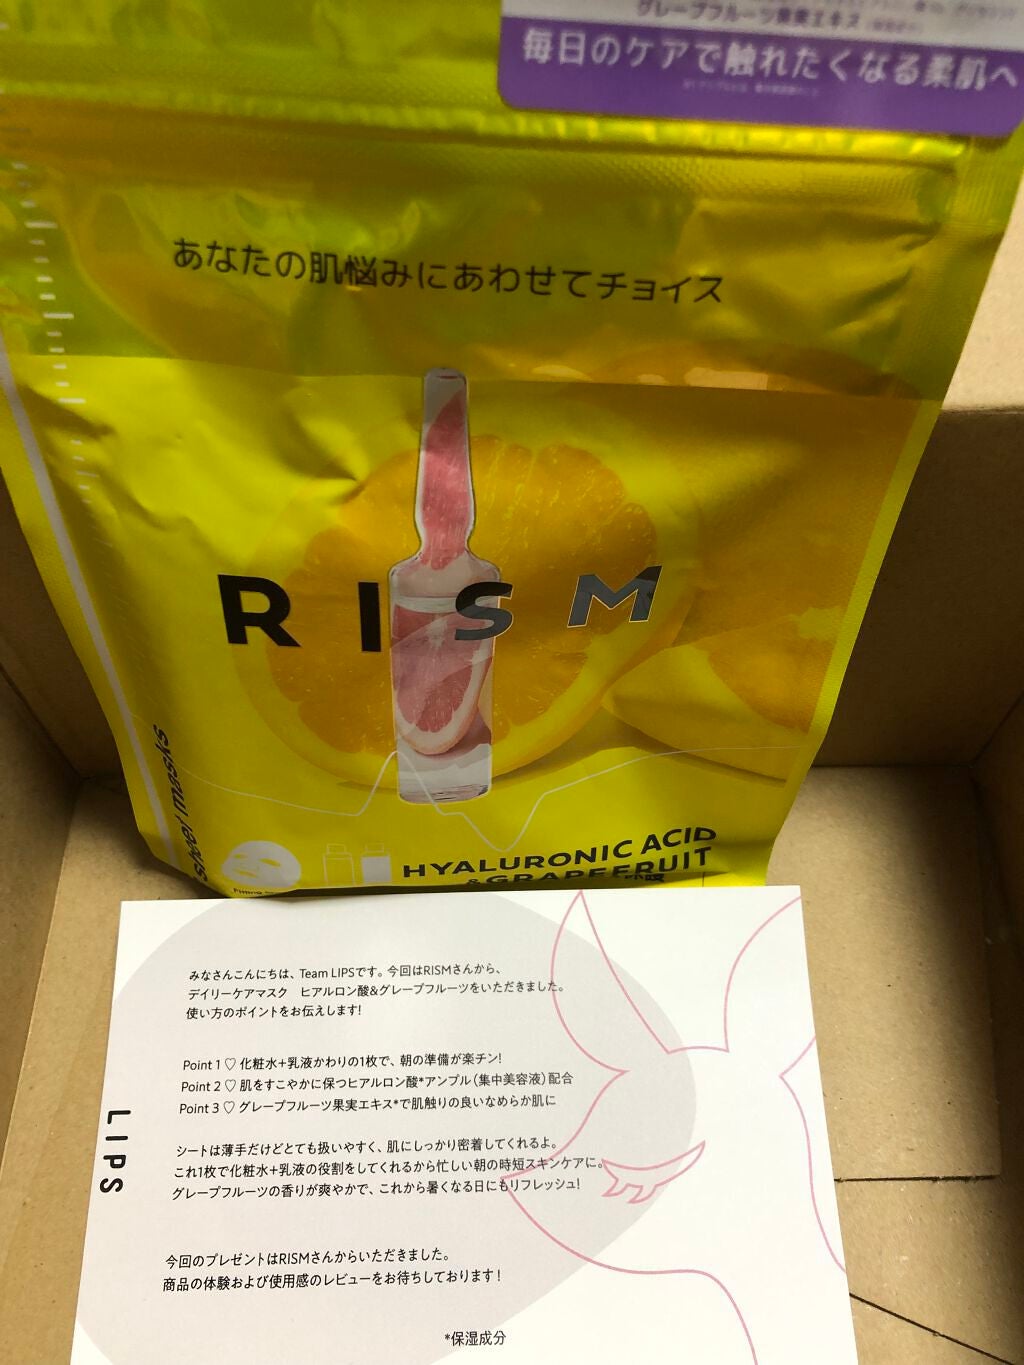 グレープフルーツ果実エキス
毎日のケアで触れたくなる柔肌へ
あなたの肌悩みにあわせてチョイス
RISM
sheet masks
HYALURONIC ACID
&GRAPEFRUIT
みなさんこんにちは、Team LIPSです。今回はRISMさんから、
デイリーケアマスク ヒアルロン酸&グレープフルーツをいただきました。
使い方のポイントをお伝えします!
Point 1 ♡ 化粧水+乳液かわりの1枚で、朝の準備が楽チン!
Point 2 ♡ 肌をすこやかに保つヒアルロン酸*アンプル(集中美容液)配合
Point 3 ♡ グレープフルーツ果実エキス*で肌触りの良いなめらか肌に
LIPS
シートは薄手だけどとても扱いやすく、肌にしっかり密着してくれるよ。
これ1枚で化粧水+乳液の役割をしてくれるから忙しい朝の時短スキンケアに。
グレープフルーツの香りが爽やかで、これから暑くなる日にもリフレッシュ!
今回のプレゼントはRISMさんからいただきました。
商品の体験および使用感のレビューをお待ちしております!
*保湿成分